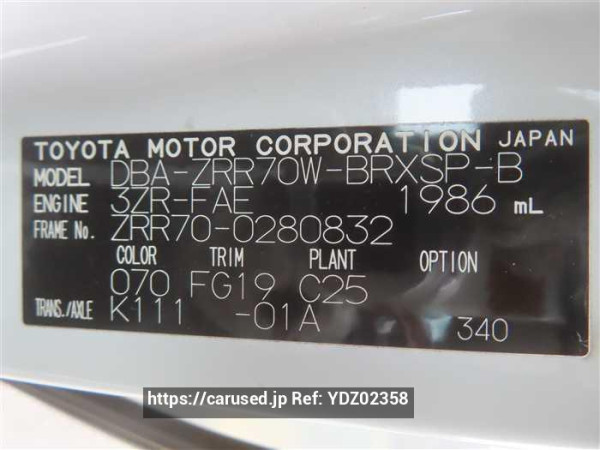 TOYOTA MOTOR CORPORATION JAPAN
MODEL DBA-ZRR70W-BRXSP-B
ENGINE 3ZR-FAE 1986 mL
FRAME No. ZRR70-0280832
COLOR TRIM PLANT OPTION
070 FG19 C25
TRANS./AXLE K111 -01A 340
https://carused.jp Ref: YDZ02358